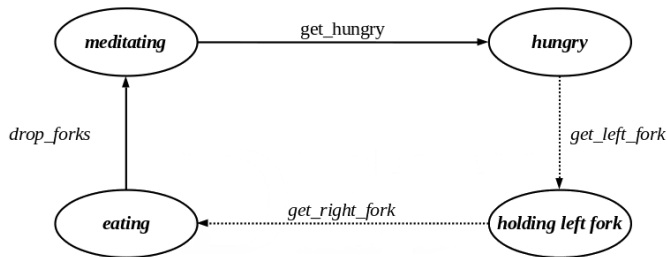 get_hungry
meditating
hungry
drop_forks
get_left_fork
get_right_fork
eating
holding left fork